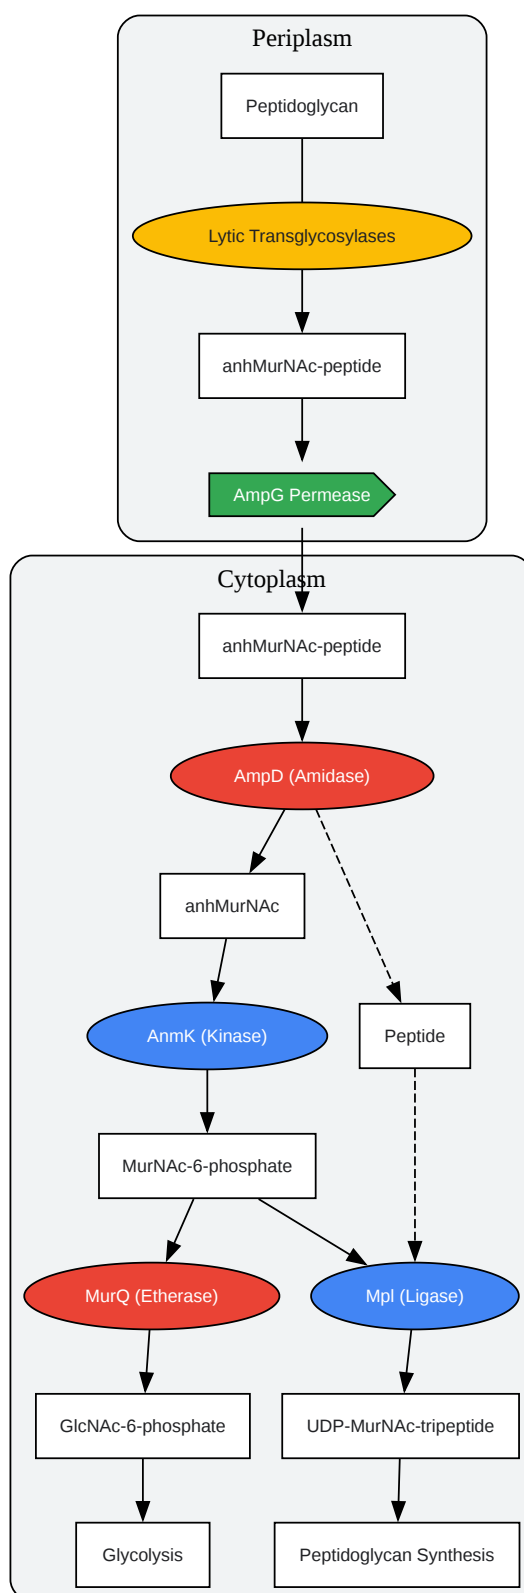 Periplasm
Peptidoglycan
Lytic Transglycosylases
anhMurNAc-peptide
AmpG Permease
Cytoplasm
anhMurNAc-peptide
AmpD (Amidase)
anhMurNAc
AnmK (Kinase)
Peptide
MurNAc-6-phosphate
MurQ (Etherase)
Mpl (Ligase)
GlcNAc-6-phosphate
UDP-MurNAc-tripeptide
Glycolysis
Peptidoglycan Synthesis